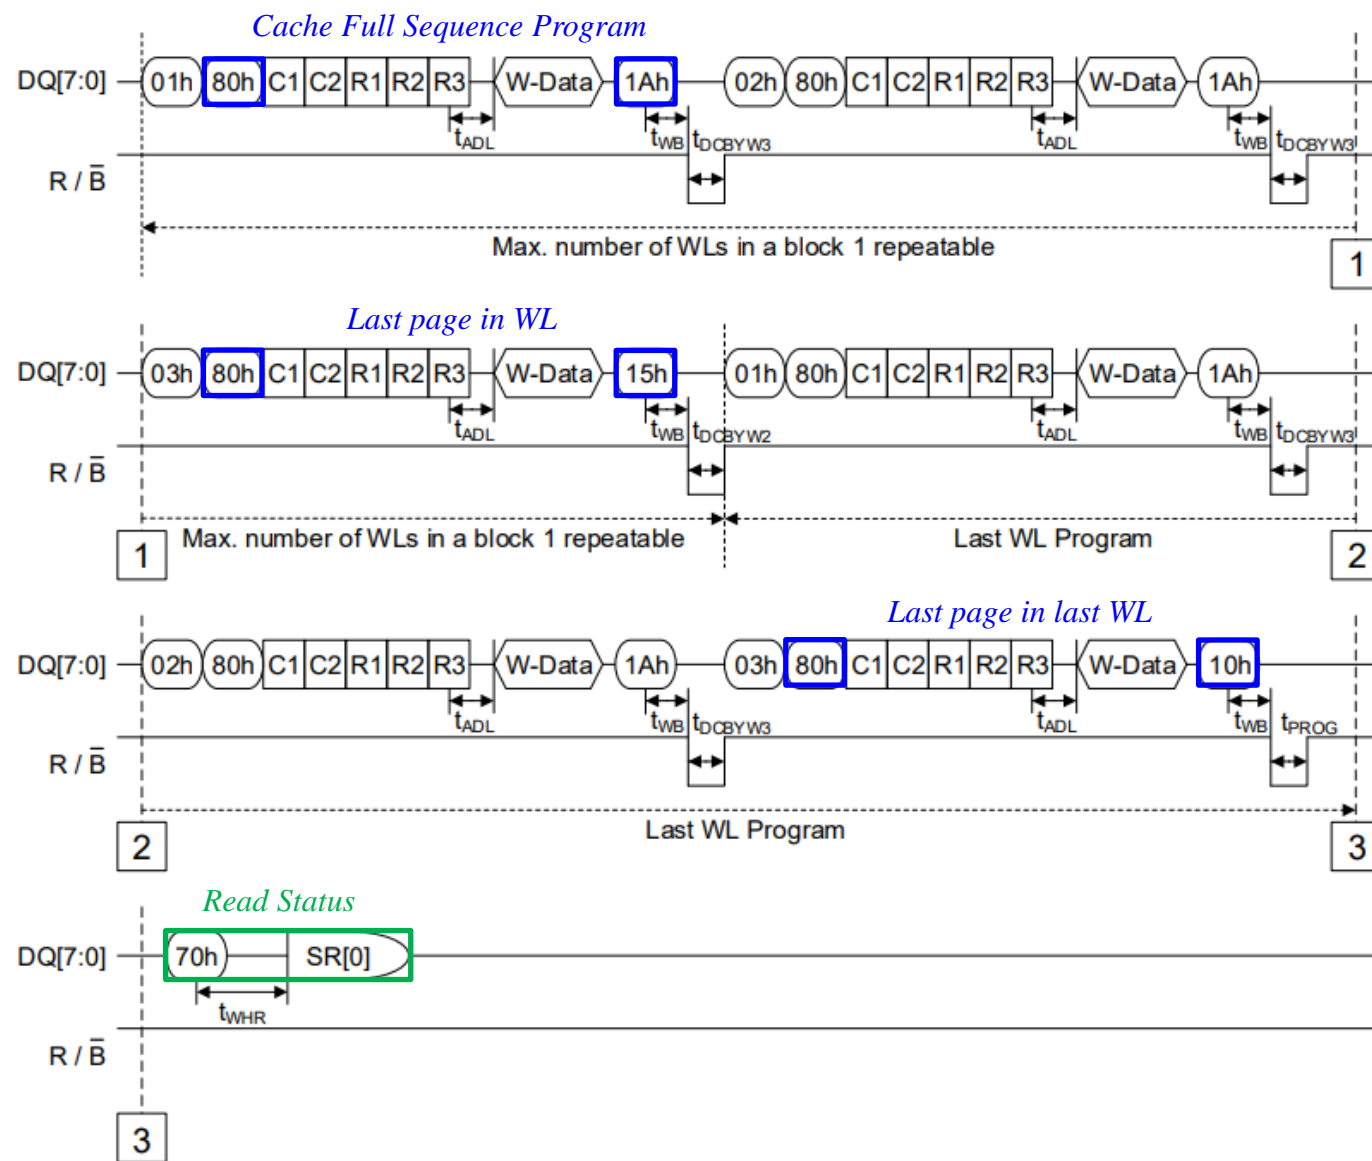 Cache Full Sequence Program
DQ[7:0] 01h 80h C1 C2 R1 R2 R3 W-Data 1Ah 02h 80h C1 C2 R1 R2 R3 W-Data 1Ah
tADL tWB tDCBYW3 tADL tWB tDCBYW3
R / B̅
Max. number of WLs in a block 1 repeatable
1
Last page in WL
DQ[7:0] 03h 80h C1 C2 R1 R2 R3 W-Data 15h 01h 80h C1 C2 R1 R2 R3 W-Data 1Ah
tADL tWB tDCBYW2 tADL tWB tDCBYW3
R / B̅
Max. number of WLs in a block 1 repeatable Last WL Program
1 2
Last page in last WL
DQ[7:0] 02h 80h C1 C2 R1 R2 R3 W-Data 1Ah 03h 80h C1 C2 R1 R2 R3 W-Data 10h
tADL tWB tDCBYW3 tADL tWB tPROG
R / B̅
Last WL Program
2 3
Read Status
DQ[7:0] 70h SR[0]
tWHR
R / B̅
3